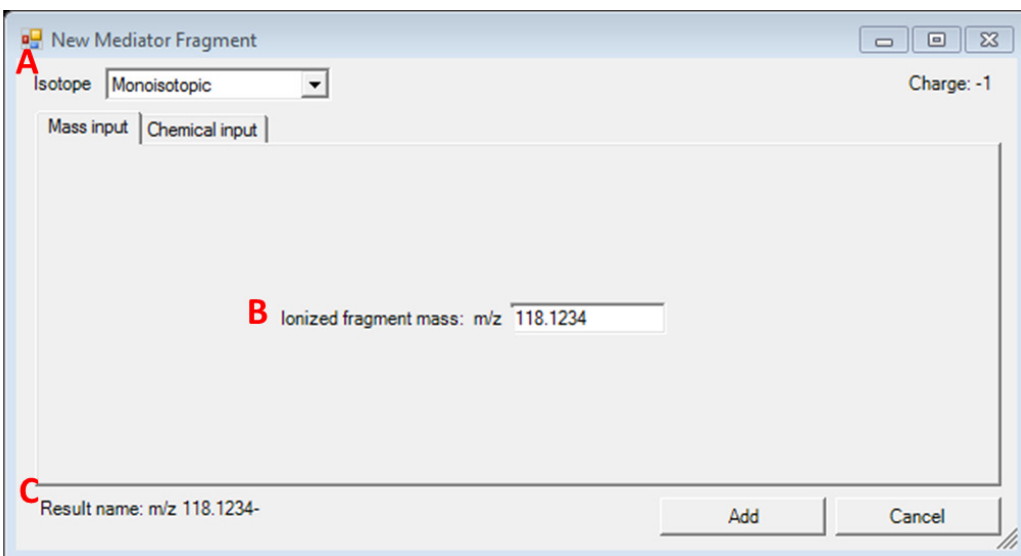 New Mediator Fragment
A
Isotope Monoisotopic Charge: -1
Mass input Chemical input
B Ionized fragment mass: m/z 118.1234
C
Result name: m/z 118.1234- Add Cancel